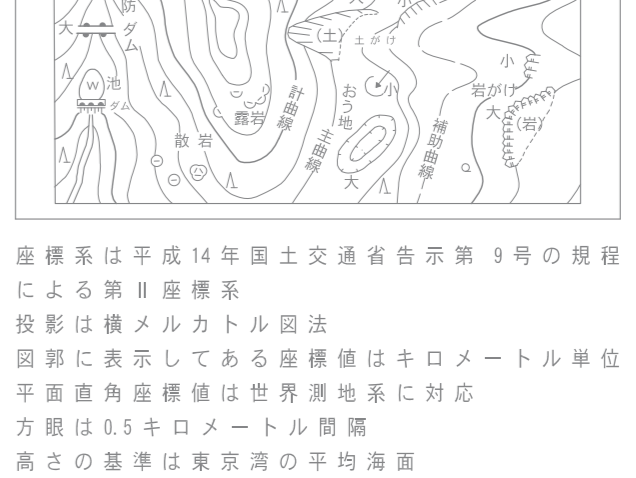 防
大
ダム
池
ダム
(土)
土がけ
小
小
岩がけ
大
(岩)
露岩
散岩
計曲線
主曲線
おう地
大
補助曲線
座標系は平成14年国土交通省告示第 9号の規程
による第Ⅱ座標系
投影は横メルカトル図法
図郭に表示してある座標値はキロメートル単位
平面直角座標値は世界測地系に対応
方眼は0.5キロメートル間隔
高さの基準は東京湾の平均海面